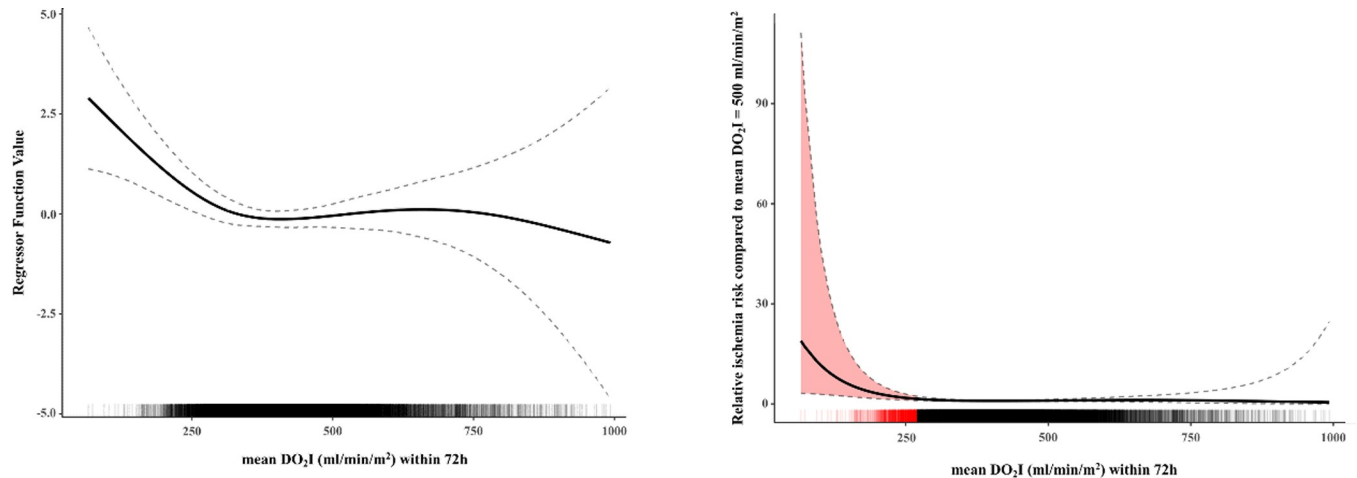 Regressor Function Value
5.0
2.5
0.0
-2.5
-5.0
250 500 750 1000
mean DO₂I (ml/min/m²) within 72h
Relative ischemia risk compared to mean DO₂I = 500 ml/min/m²
90
60
30
0
250 500 750 1000
mean DO₂I (ml/min/m²) within 72h